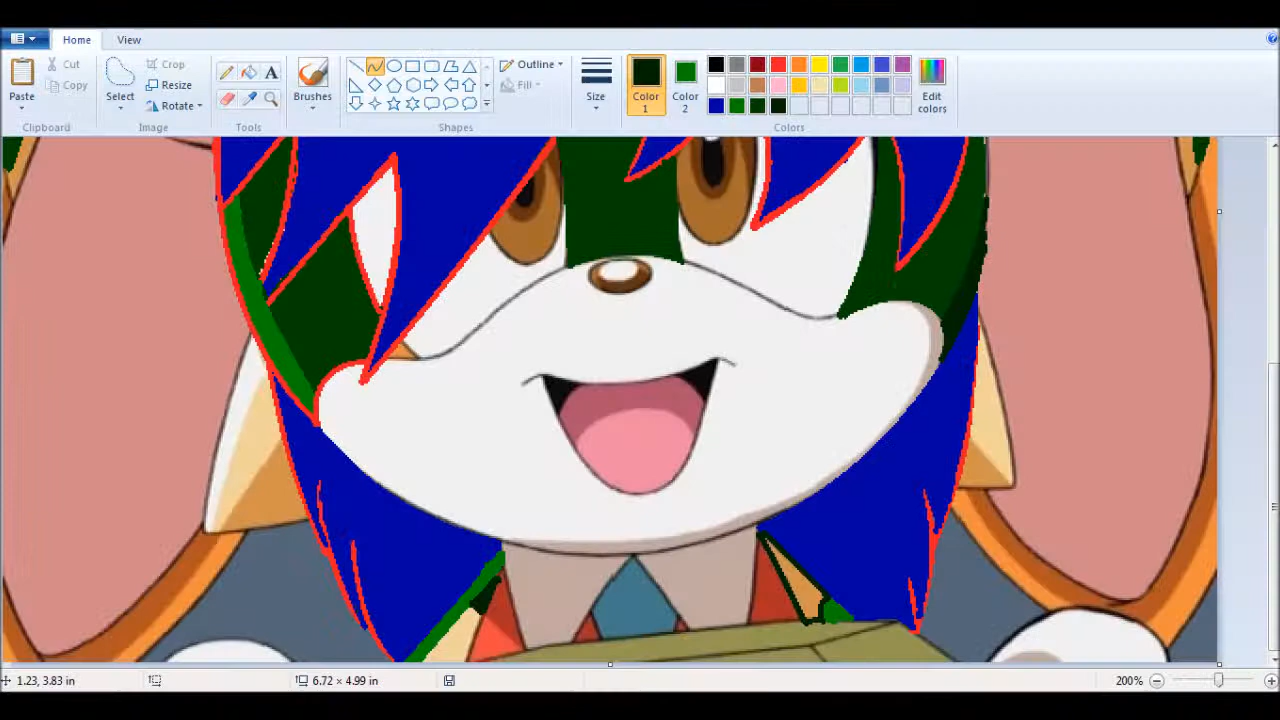 Home
View
Cut
Copy
Paste
Clipboard
Select
Crop
Resize
Rotate
Image
A
Tools
Brushes
Shapes
Outline
Fill
Size
Color
1
Color
2
Colors
Edit
colors
1.23, 3.83 in
6.72 × 4.99 in
200%